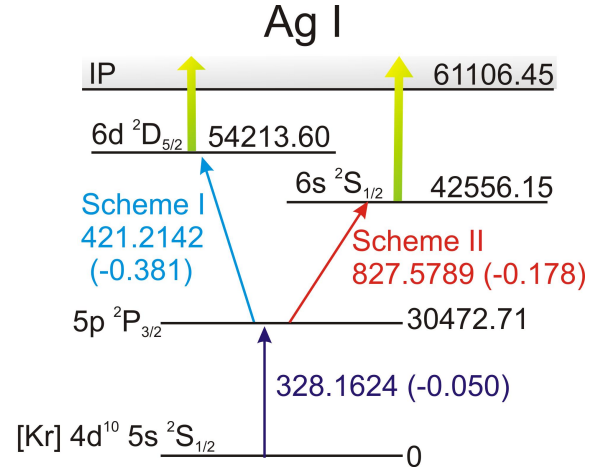 Ag I
IP 61106.45
6d ²D₅/₂ 54213.60
6s ²S₁/₂ 42556.15
Scheme I
421.2142
(-0.381)
Scheme II
827.5789 (-0.178)
5p ²P₃/₂ 30472.71
328.1624 (-0.050)
[Kr] 4d¹⁰ 5s ²S₁/₂ 0